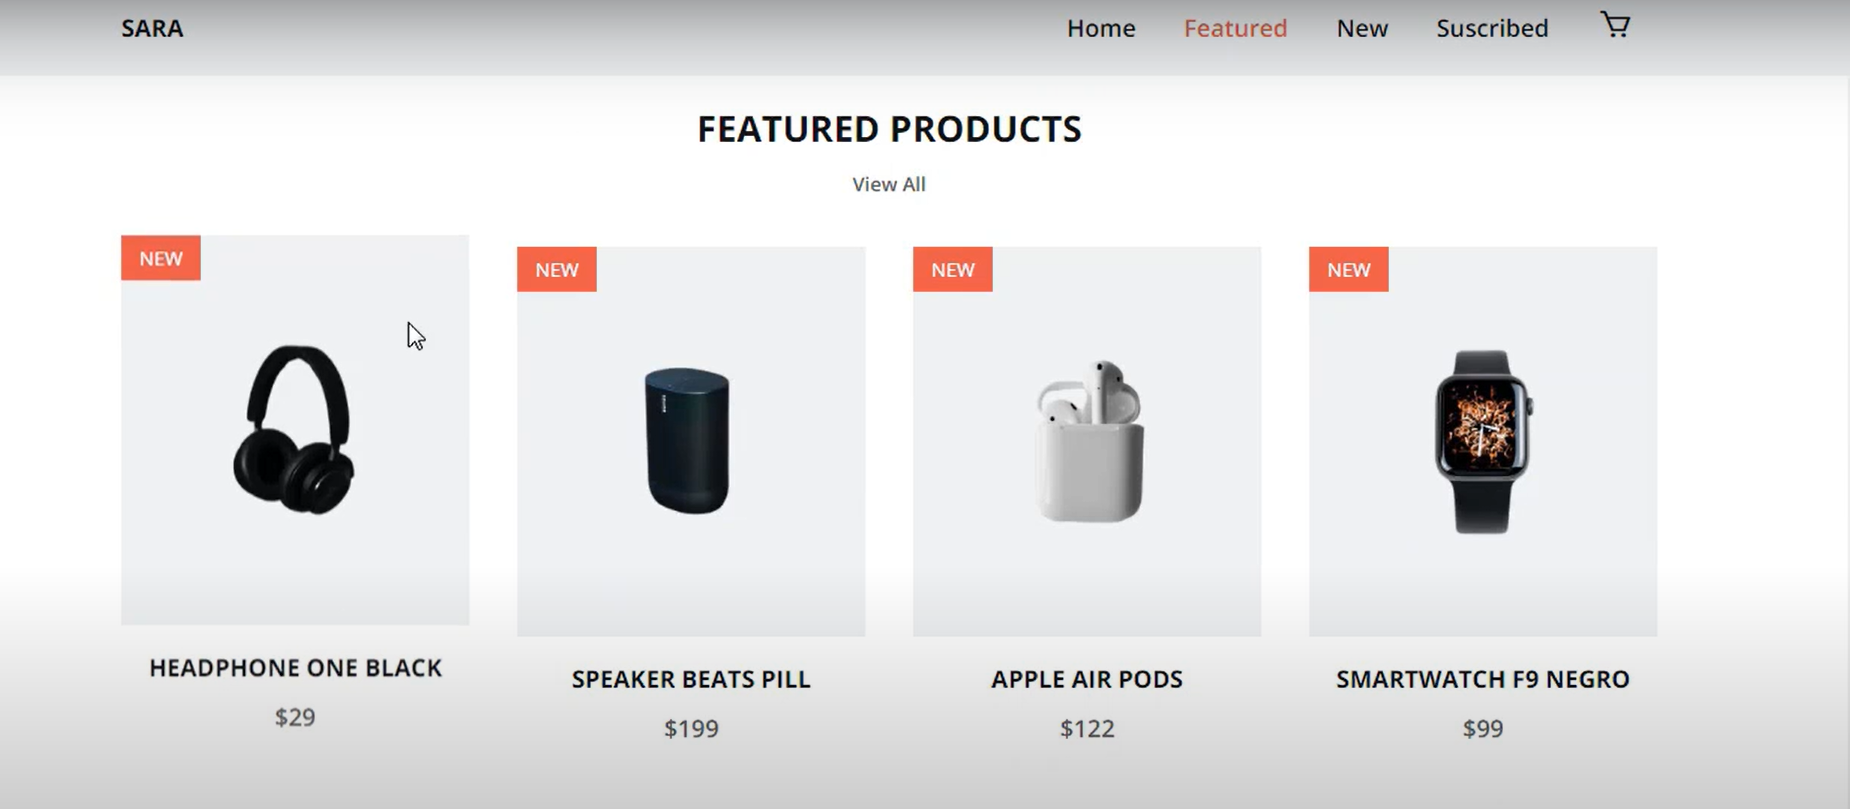 SARA
Home Featured New Suscribed
FEATURED PRODUCTS
View All
NEW
NEW
NEW
NEW
HEADPHONE ONE BLACK
$29
SPEAKER BEATS PILL
$199
APPLE AIR PODS
$122
SMARTWATCH F9 NEGRO
$99